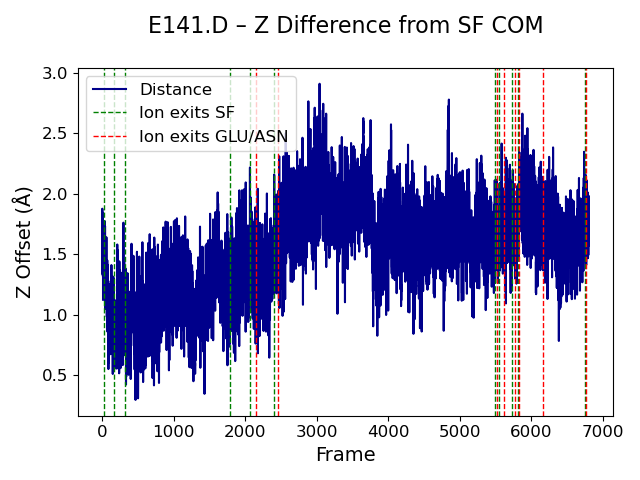 E141.D – Z Difference from SF COM
Distance
Ion exits SF
Ion exits GLU/ASN
3.0
2.5
2.0
1.5
1.0
0.5
Z Offset (Å)
0 1000 2000 3000 4000 5000 6000 7000
Frame